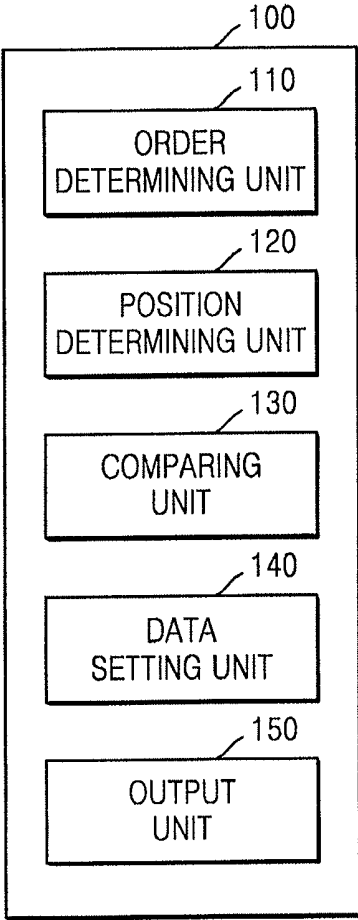 100
110
ORDER
DETERMINING UNIT
120
POSITION
DETERMINING UNIT
130
COMPARING
UNIT
140
DATA
SETTING UNIT
150
OUTPUT
UNIT